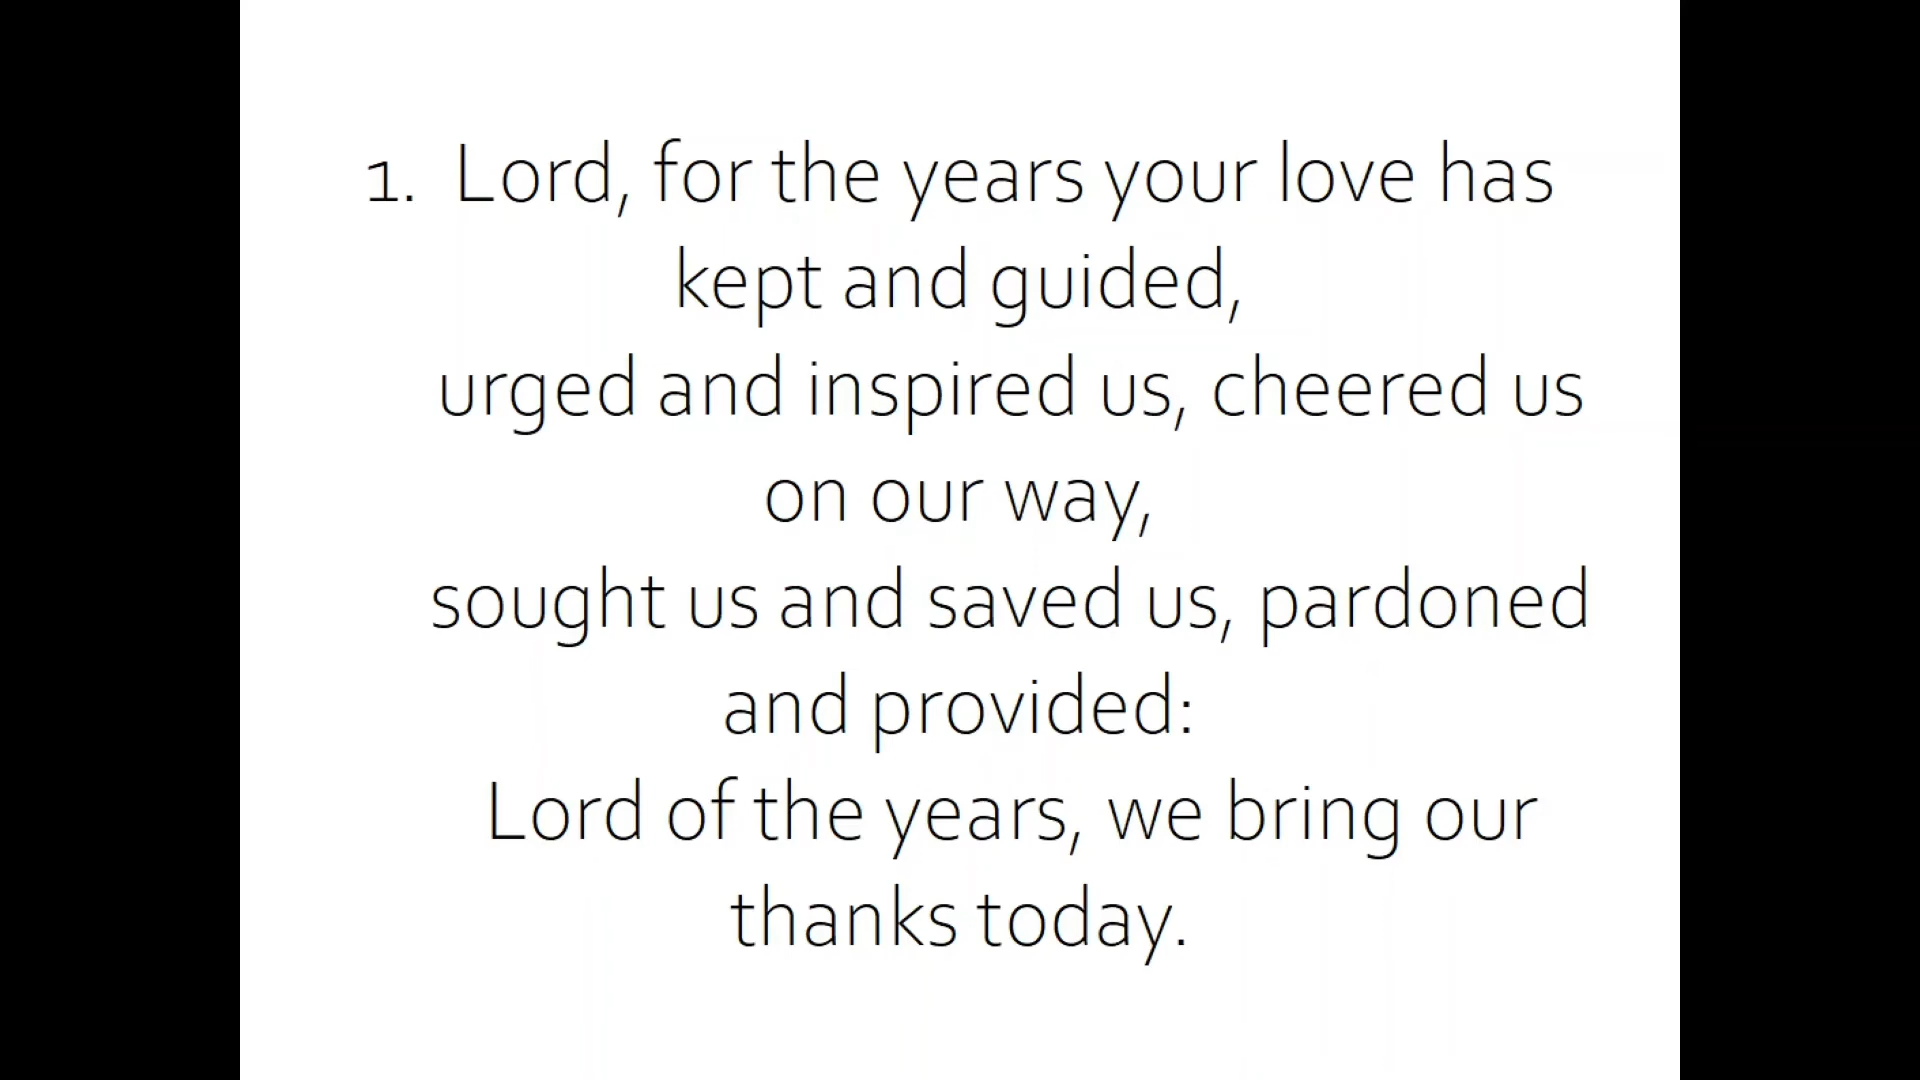 1. Lord, for the years your love has
kept and guided,
urged and inspired us, cheered us
on our way,
sought us and saved us, pardoned
and provided:
Lord of the years, we bring our
thanks today.